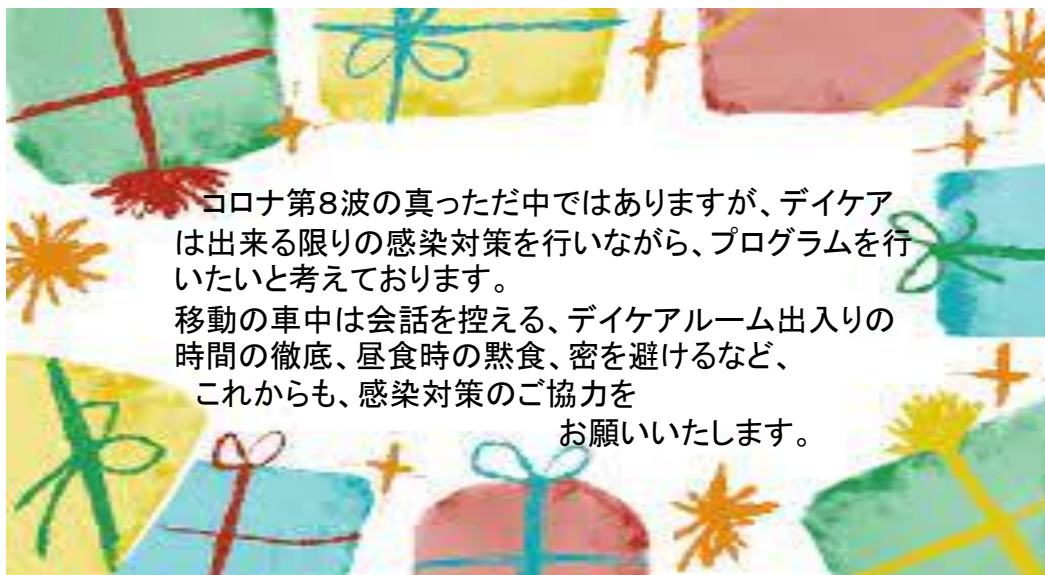 コロナ第８波の真っただ中ではありますが、デイケア
は出来る限りの感染対策を行いながら、プログラムを行
いたいと考えております。
移動の車中は会話を控える、デイケアルーム出入りの
時間の徹底、昼食時の黙食、密を避けるなど、
これからも、感染対策のご協力を
お願いいたします。